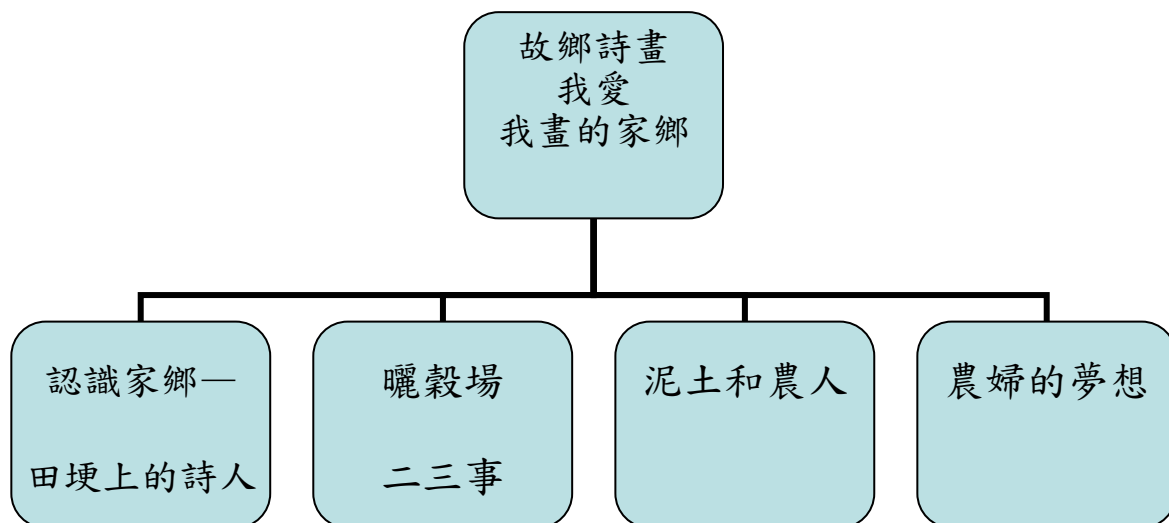 故鄉詩畫
我愛
我畫的家鄉
認識家鄉—
田埂上的詩人
曬穀場
二三事
泥土和農人
農婦的夢想